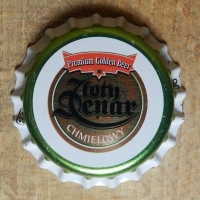 Premium Golden Beer
Złoty
Denar
CHMIELOWY